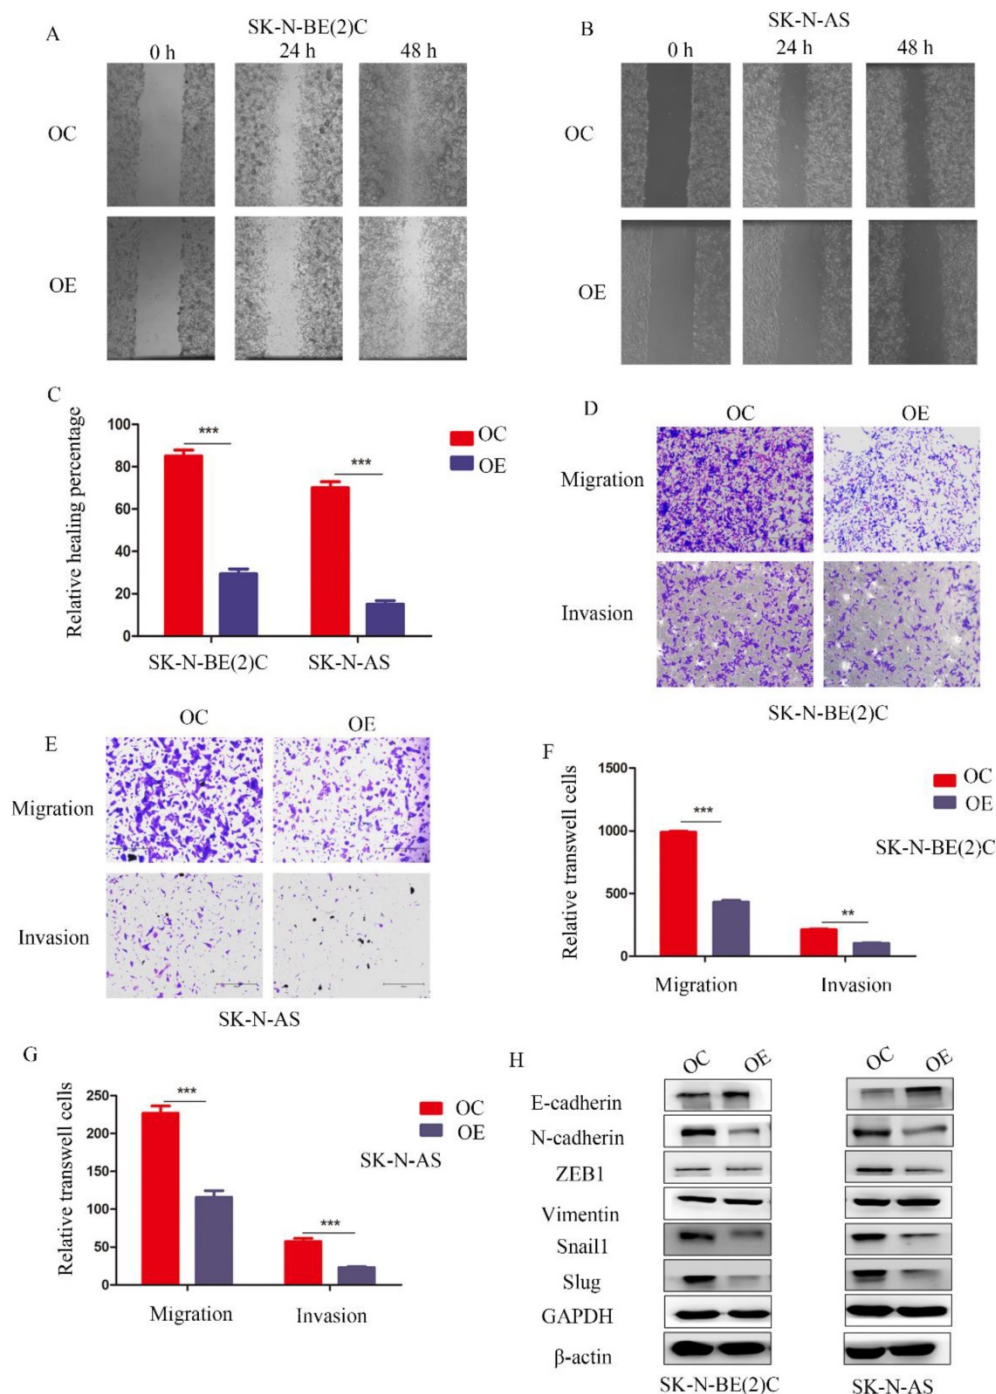 A
SK-N-BE(2)C
0 h
24 h
48 h
OC
OE
B
SK-N-AS
0 h
24 h
48 h
OC
OE
C
Relative healing percentage
100
80
60
40
20
0
***
***
OC
OE
SK-N-BE(2)C
SK-N-AS
D
OC
OE
Migration
Invasion
SK-N-BE(2)C
E
OC
OE
Migration
Invasion
SK-N-AS
F
Relative transwell cells
1500
1000
500
0
***
**
OC
OE
SK-N-BE(2)C
Migration
Invasion
G
Relative transwell cells
250
200
150
100
50
0
***
***
OC
OE
SK-N-AS
Migration
Invasion
H
OC
OE
OC
OE
E-cadherin
N-cadherin
ZEB1
Vimentin
Snail1
Slug
GAPDH
β-actin
SK-N-BE(2)C
SK-N-AS